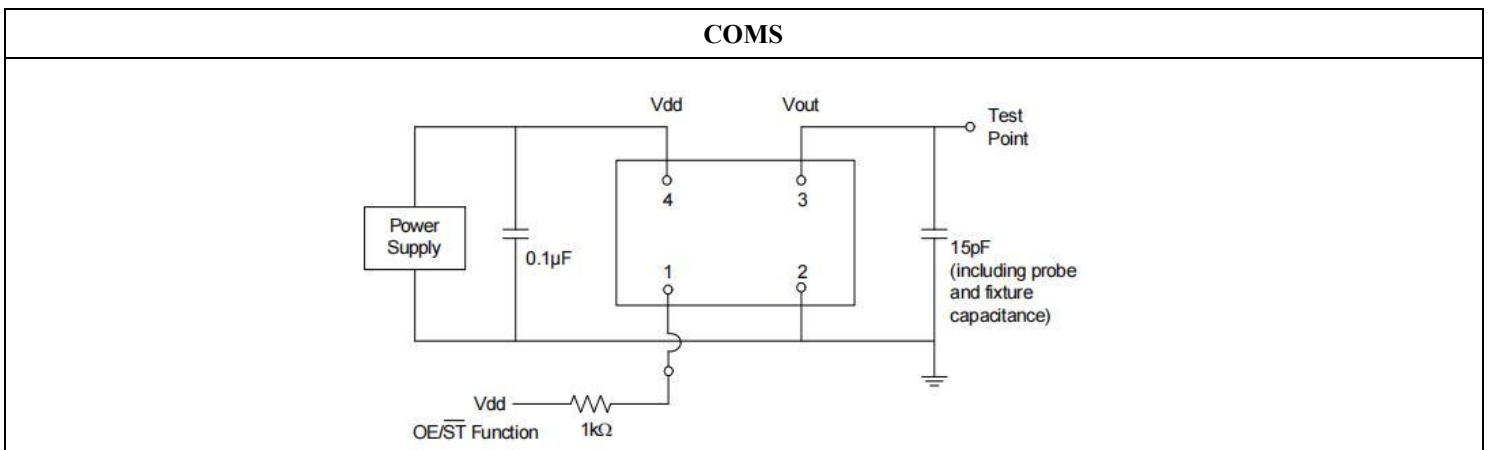 COMS
Vdd
Vout
Test
Point
4
3
Power
Supply
0.1µF
1
2
15pF
(including probe
and fixture
capacitance)
Vdd
OE/S̅T̅ Function
1kΩ